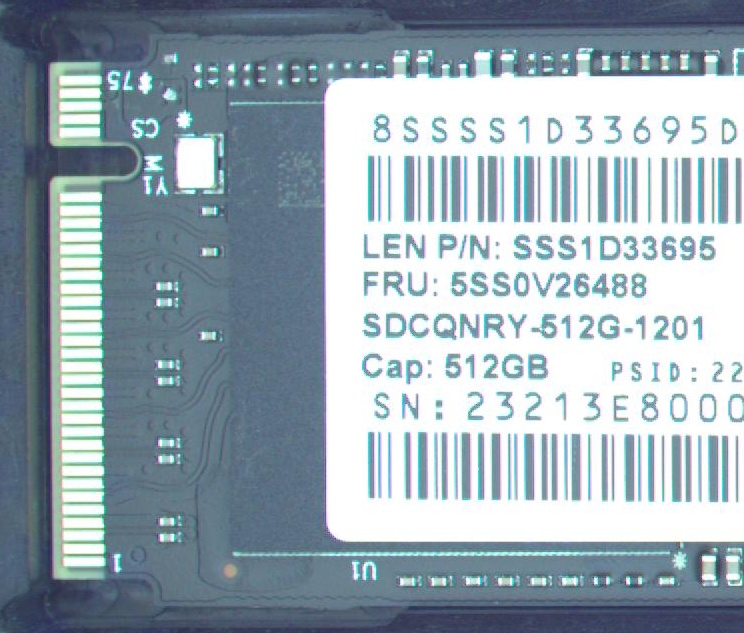 $ 75
CS
M
Y1
8SSSS1D33695D
LEN P/N: SSS1D33695
FRU: 5SS0V26488
SDCQNRY-512G-1201
Cap: 512GB PSID: 22
SN: 23213E8000
1
U1